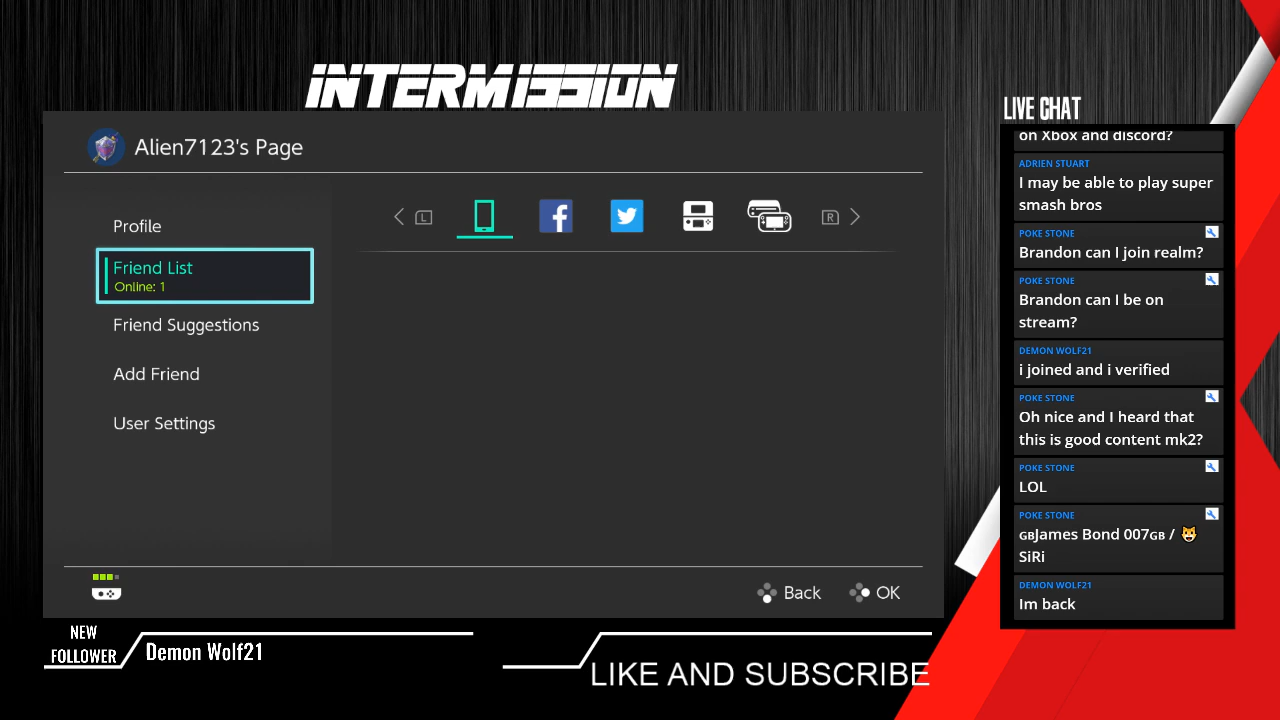 INTERMISSION
Alien7123's Page
Profile
Friend List
Online: 1
Friend Suggestions
Add Friend
User Settings
L
R
Back
OK
NEW
FOLLOWER
Demon Wolf21
LIKE AND SUBSCRIBE
LIVE CHAT
on Xbox and discord?
ADRIEN STUART
I may be able to play super
smash bros
POKE STONE
Brandon can I join realm?
POKE STONE
Brandon can I be on
stream?
DEMON WOLF21
i joined and i verified
POKE STONE
Oh nice and I heard that
this is good content mk2?
POKE STONE
LOL
POKE STONE
ɢʙJames Bond 007ɢʙ / 😺
SiRi
DEMON WOLF21
Im back